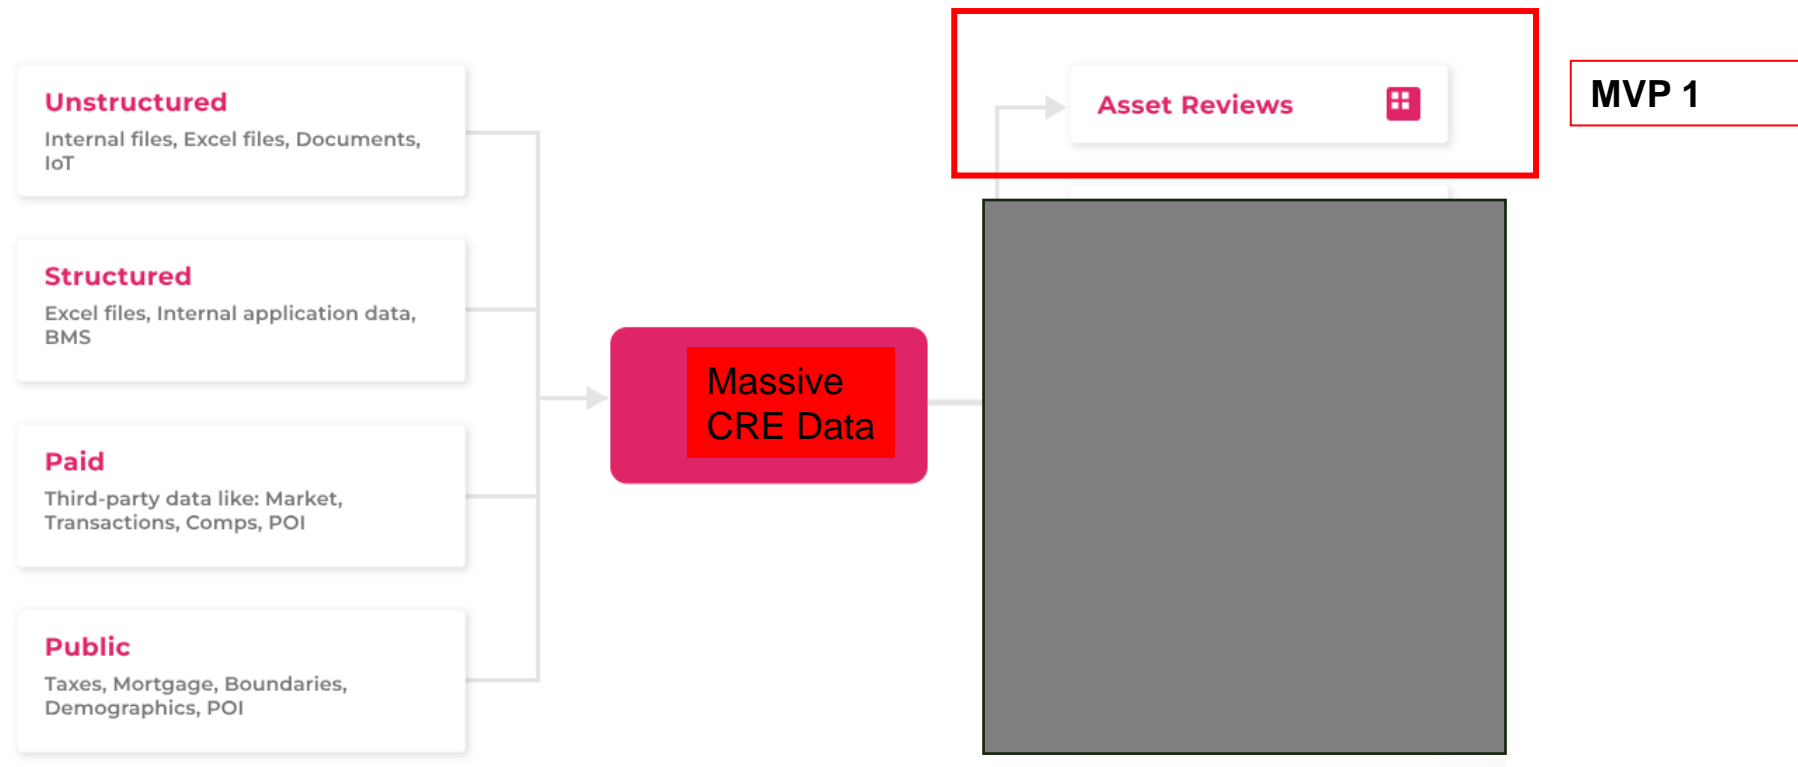 Unstructured
Internal files, Excel files, Documents,
IoT
Structured
Excel files, Internal application data,
BMS
Paid
Third-party data like: Market,
Transactions, Comps, POI
Public
Taxes, Mortgage, Boundaries,
Demographics, POI
Massive
CRE Data
Asset Reviews
MVP 1